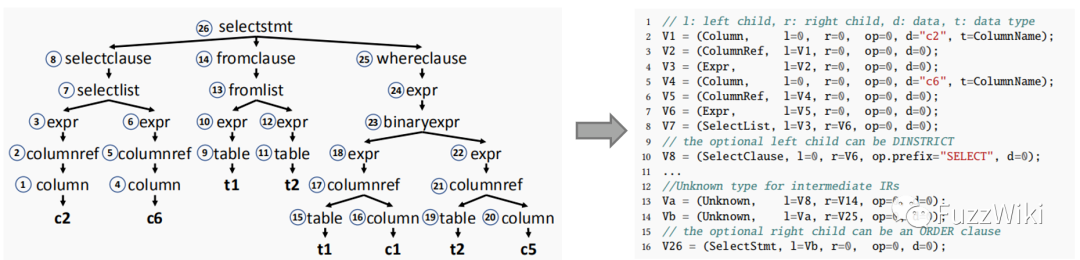 26 selectstmt
8 selectclause 14 fromclause 25 whereclause
7 selectlist 13 fromlist 24 expr
3 expr 6 expr 10 expr 12 expr 23 binaryexpr
2 columnref 5 columnref 9 table 11 table 18 expr 22 expr
1 column 4 column t1 t2 17 columnref 21 columnref
c2 c6 15 table 16 column 19 table 20 column
t1 c1 t2 c5
1 // l: left child, r: right child, d: data, t: data type
2 V1 = (Column, l=0, r=0, op=0, d="c2", t=ColumnName);
3 V2 = (ColumnRef, l=V1, r=0, op=0, d=0);
4 V3 = (Expr, l=V2, r=0, op=0, d=0);
5 V4 = (Column, l=0, r=0, op=0, d="c6", t=ColumnName);
6 V5 = (ColumnRef, l=V4, r=0, op=0, d=0);
7 V6 = (Expr, l=V5, r=0, op=0, d=0);
8 V7 = (SelectList, l=V3, r=V6, op=0, d=0);
9 // the optional left child can be DINSTRICT
10 V8 = (SelectClause, l=0, r=V6, op.prefix="SELECT", d=0);
11 ...
12 //Unknown type for intermediate IRs
13 Va = (Unknown, l=V8, r=V14, op=0, d=0);
14 Vb = (Unknown, l=Va, r=V25, op=0, d=0);
15 // the optional right child can be an ORDER clause
16 V26 = (SelectStmt, l=Vb, r=0, op=0, d=0);
FuzzWiki